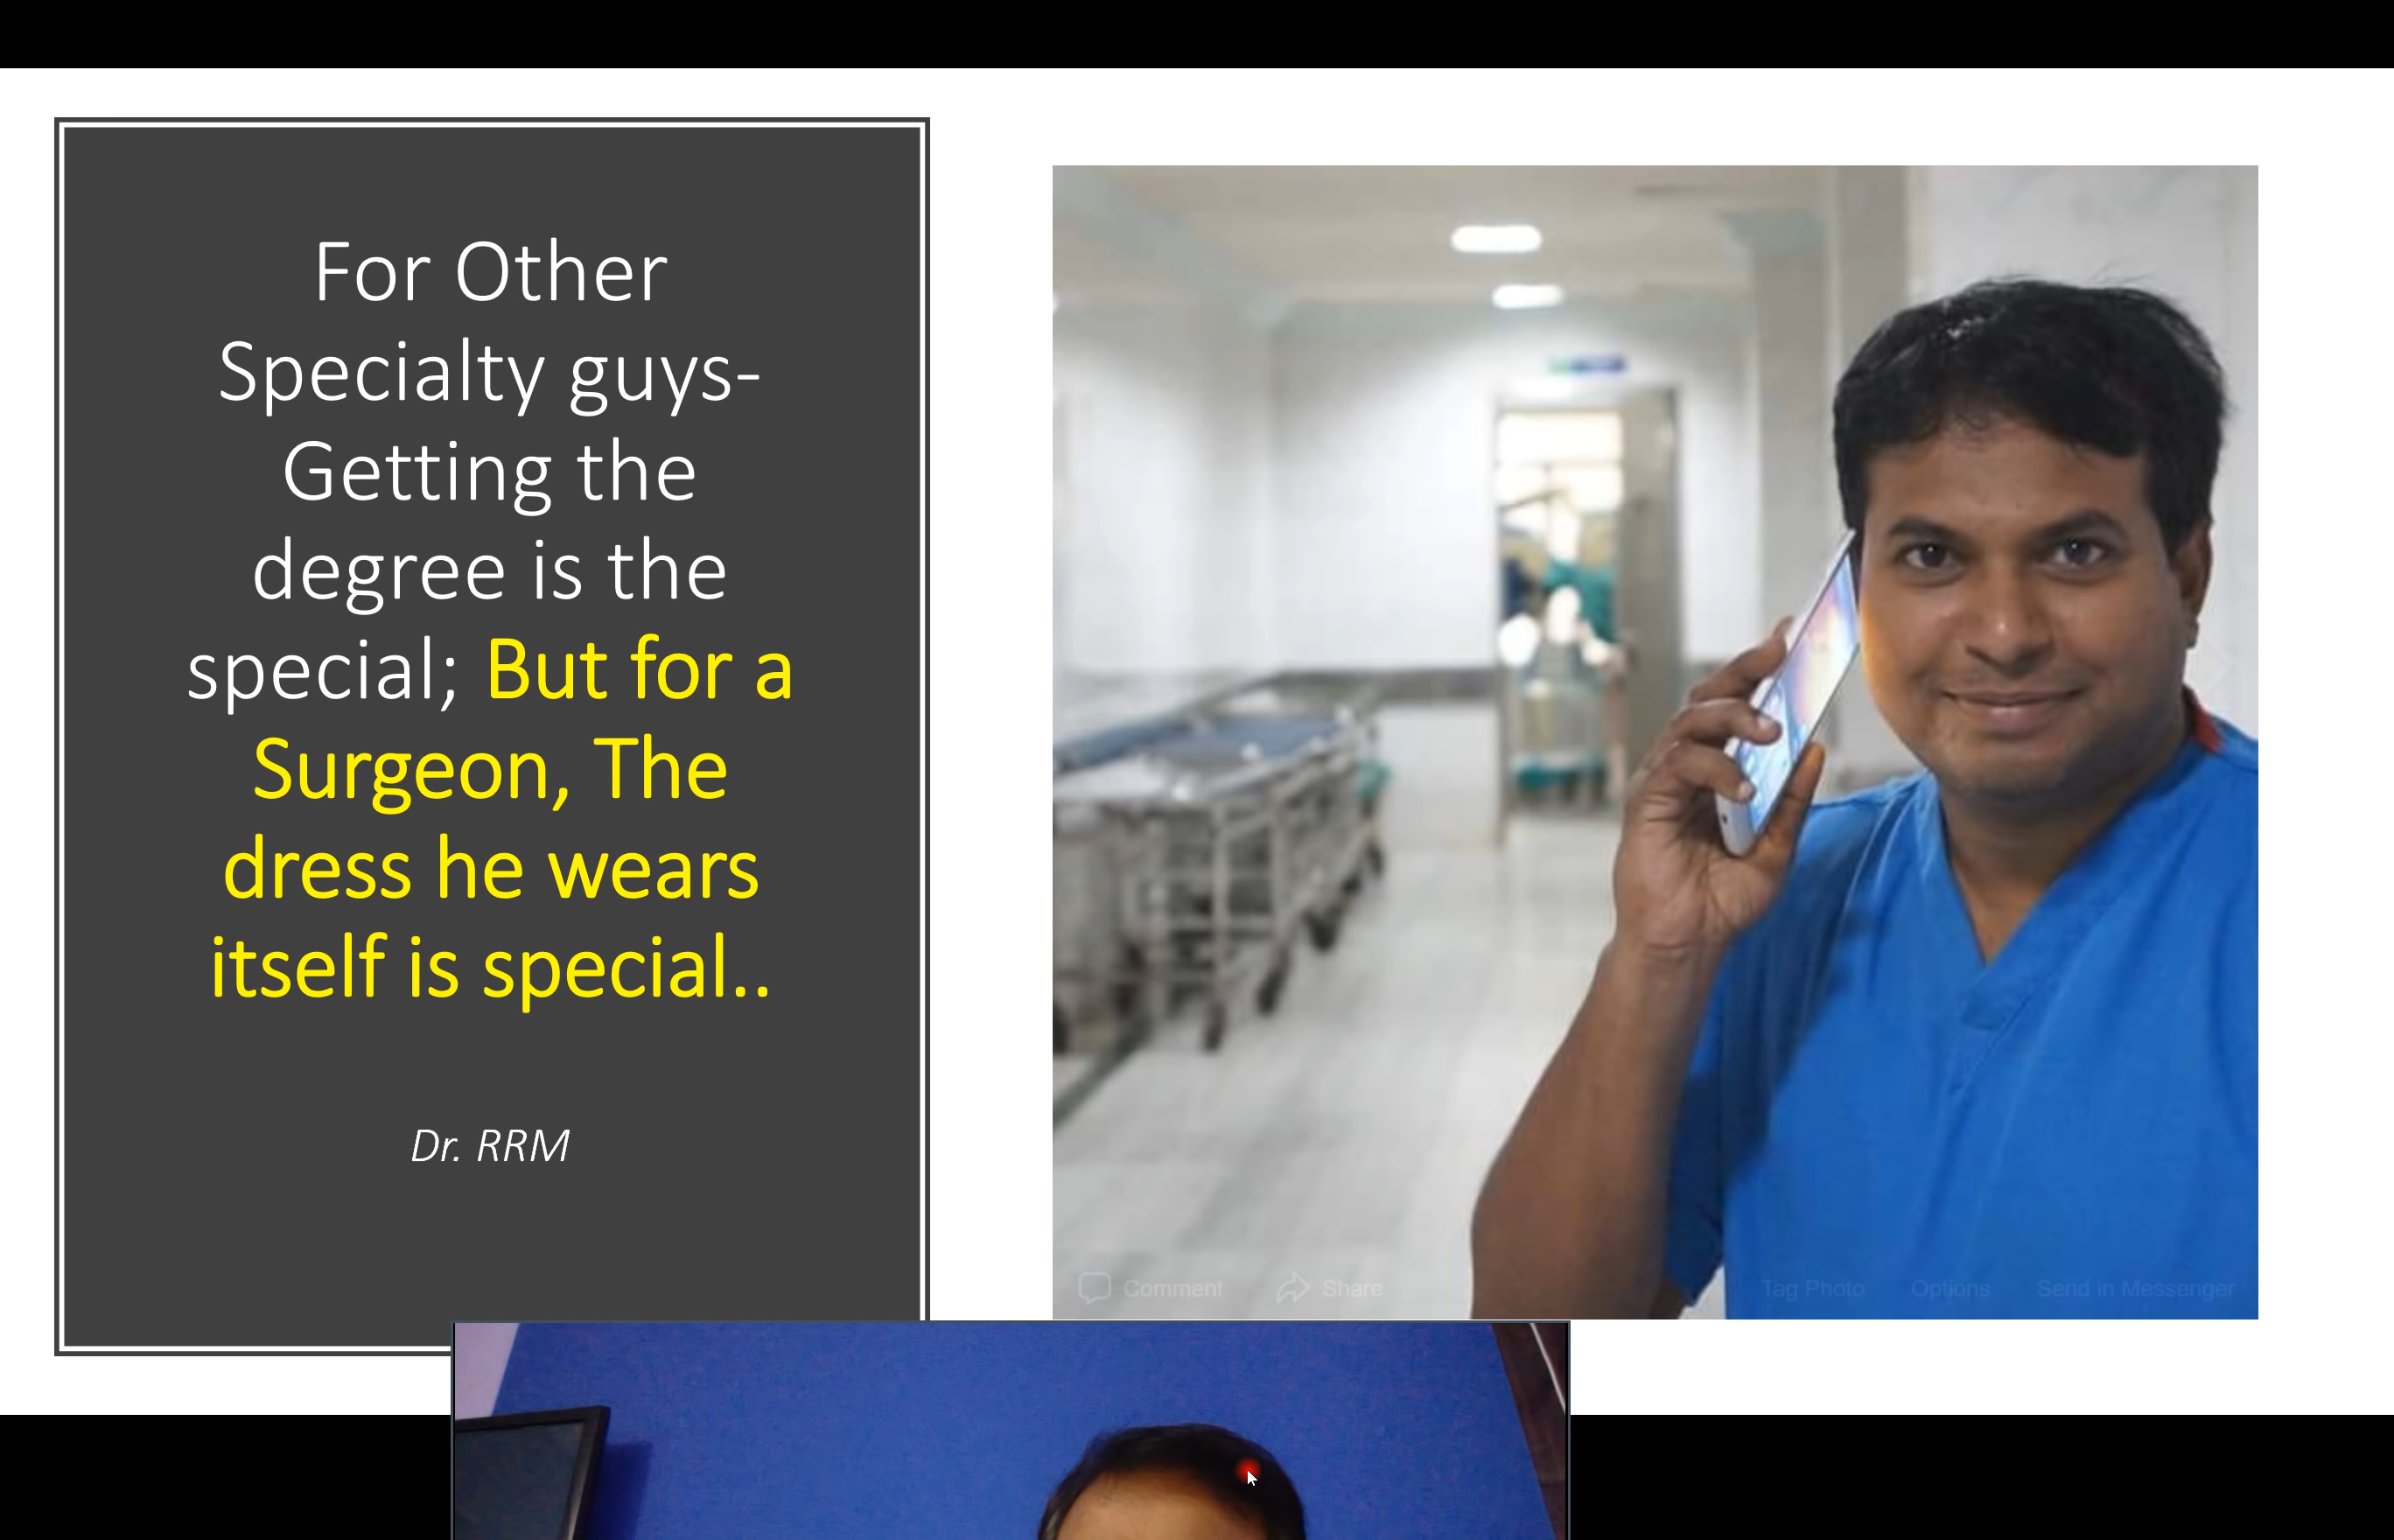 For Other
Specialty guys-
Getting the
degree is the
special; But for a
Surgeon, The
dress he wears
itself is special..
Dr. RRM
Comment Share Tag Photo Options Send in Messenger